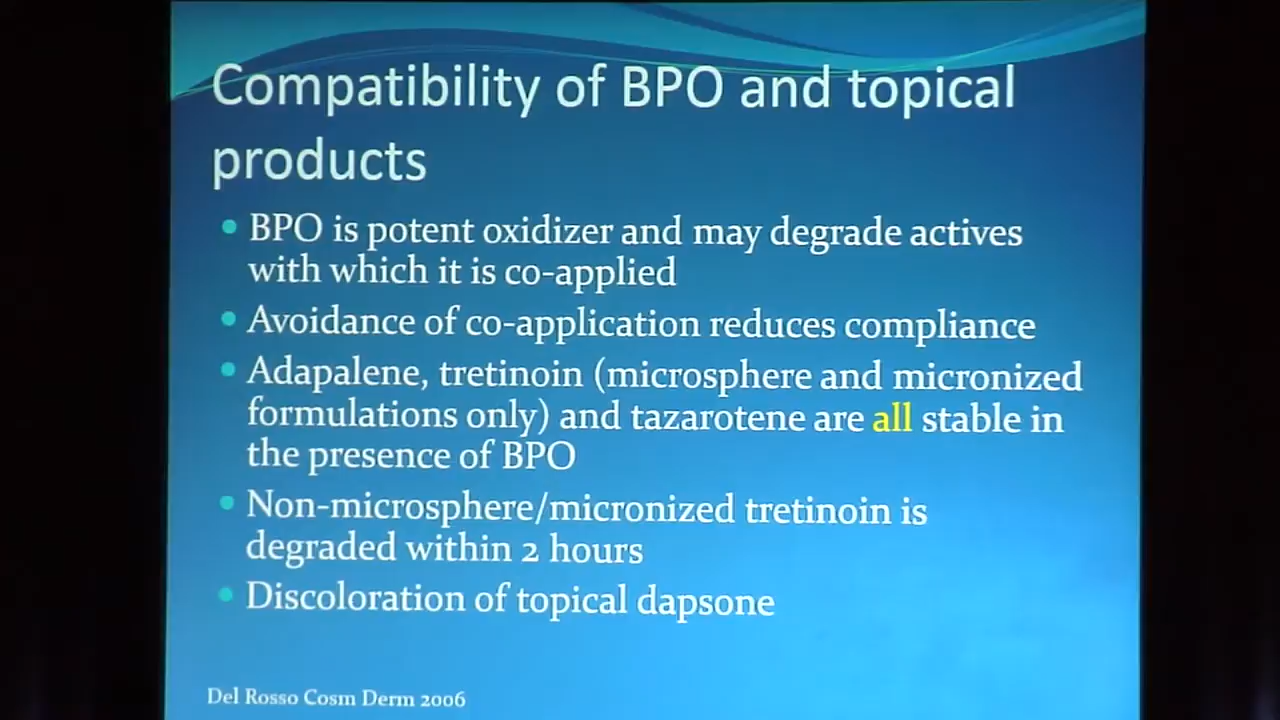 Compatibility of BPO and topical
products
• BPO is potent oxidizer and may degrade actives
with which it is co-applied
• Avoidance of co-application reduces compliance
• Adapalene, tretinoin (microsphere and micronized
formulations only) and tazarotene are all stable in
the presence of BPO
• Non-microsphere/micronized tretinoin is
degraded within 2 hours
• Discoloration of topical dapsone
Del Rosso Cosm Derm 2006